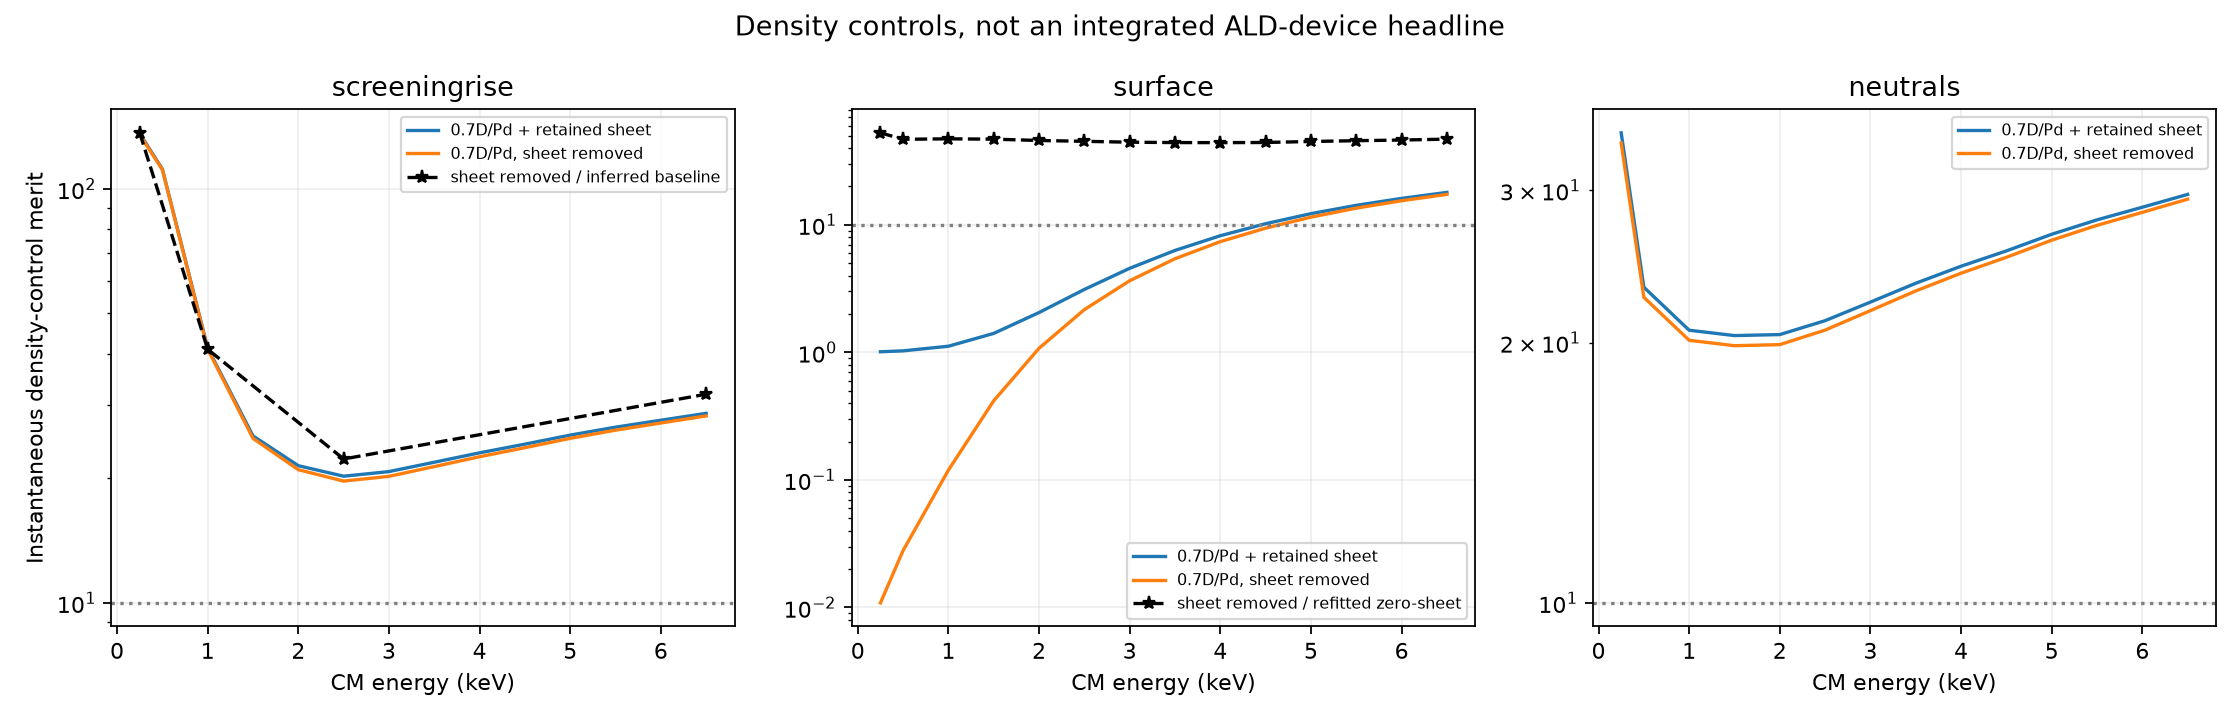 Density controls, not an integrated ALD-device headline
screeningrise
Instantaneous density-control merit
10²
10¹
0.7D/Pd + retained sheet
0.7D/Pd, sheet removed
sheet removed / inferred baseline
0 1 2 3 4 5 6
CM energy (keV)
surface
10¹
10⁰
10⁻¹
10⁻²
0.7D/Pd + retained sheet
0.7D/Pd, sheet removed
sheet removed / refitted zero-sheet
0 1 2 3 4 5 6
CM energy (keV)
neutrals
3 × 10¹
2 × 10¹
10¹
0.7D/Pd + retained sheet
0.7D/Pd, sheet removed
0 1 2 3 4 5 6
CM energy (keV)